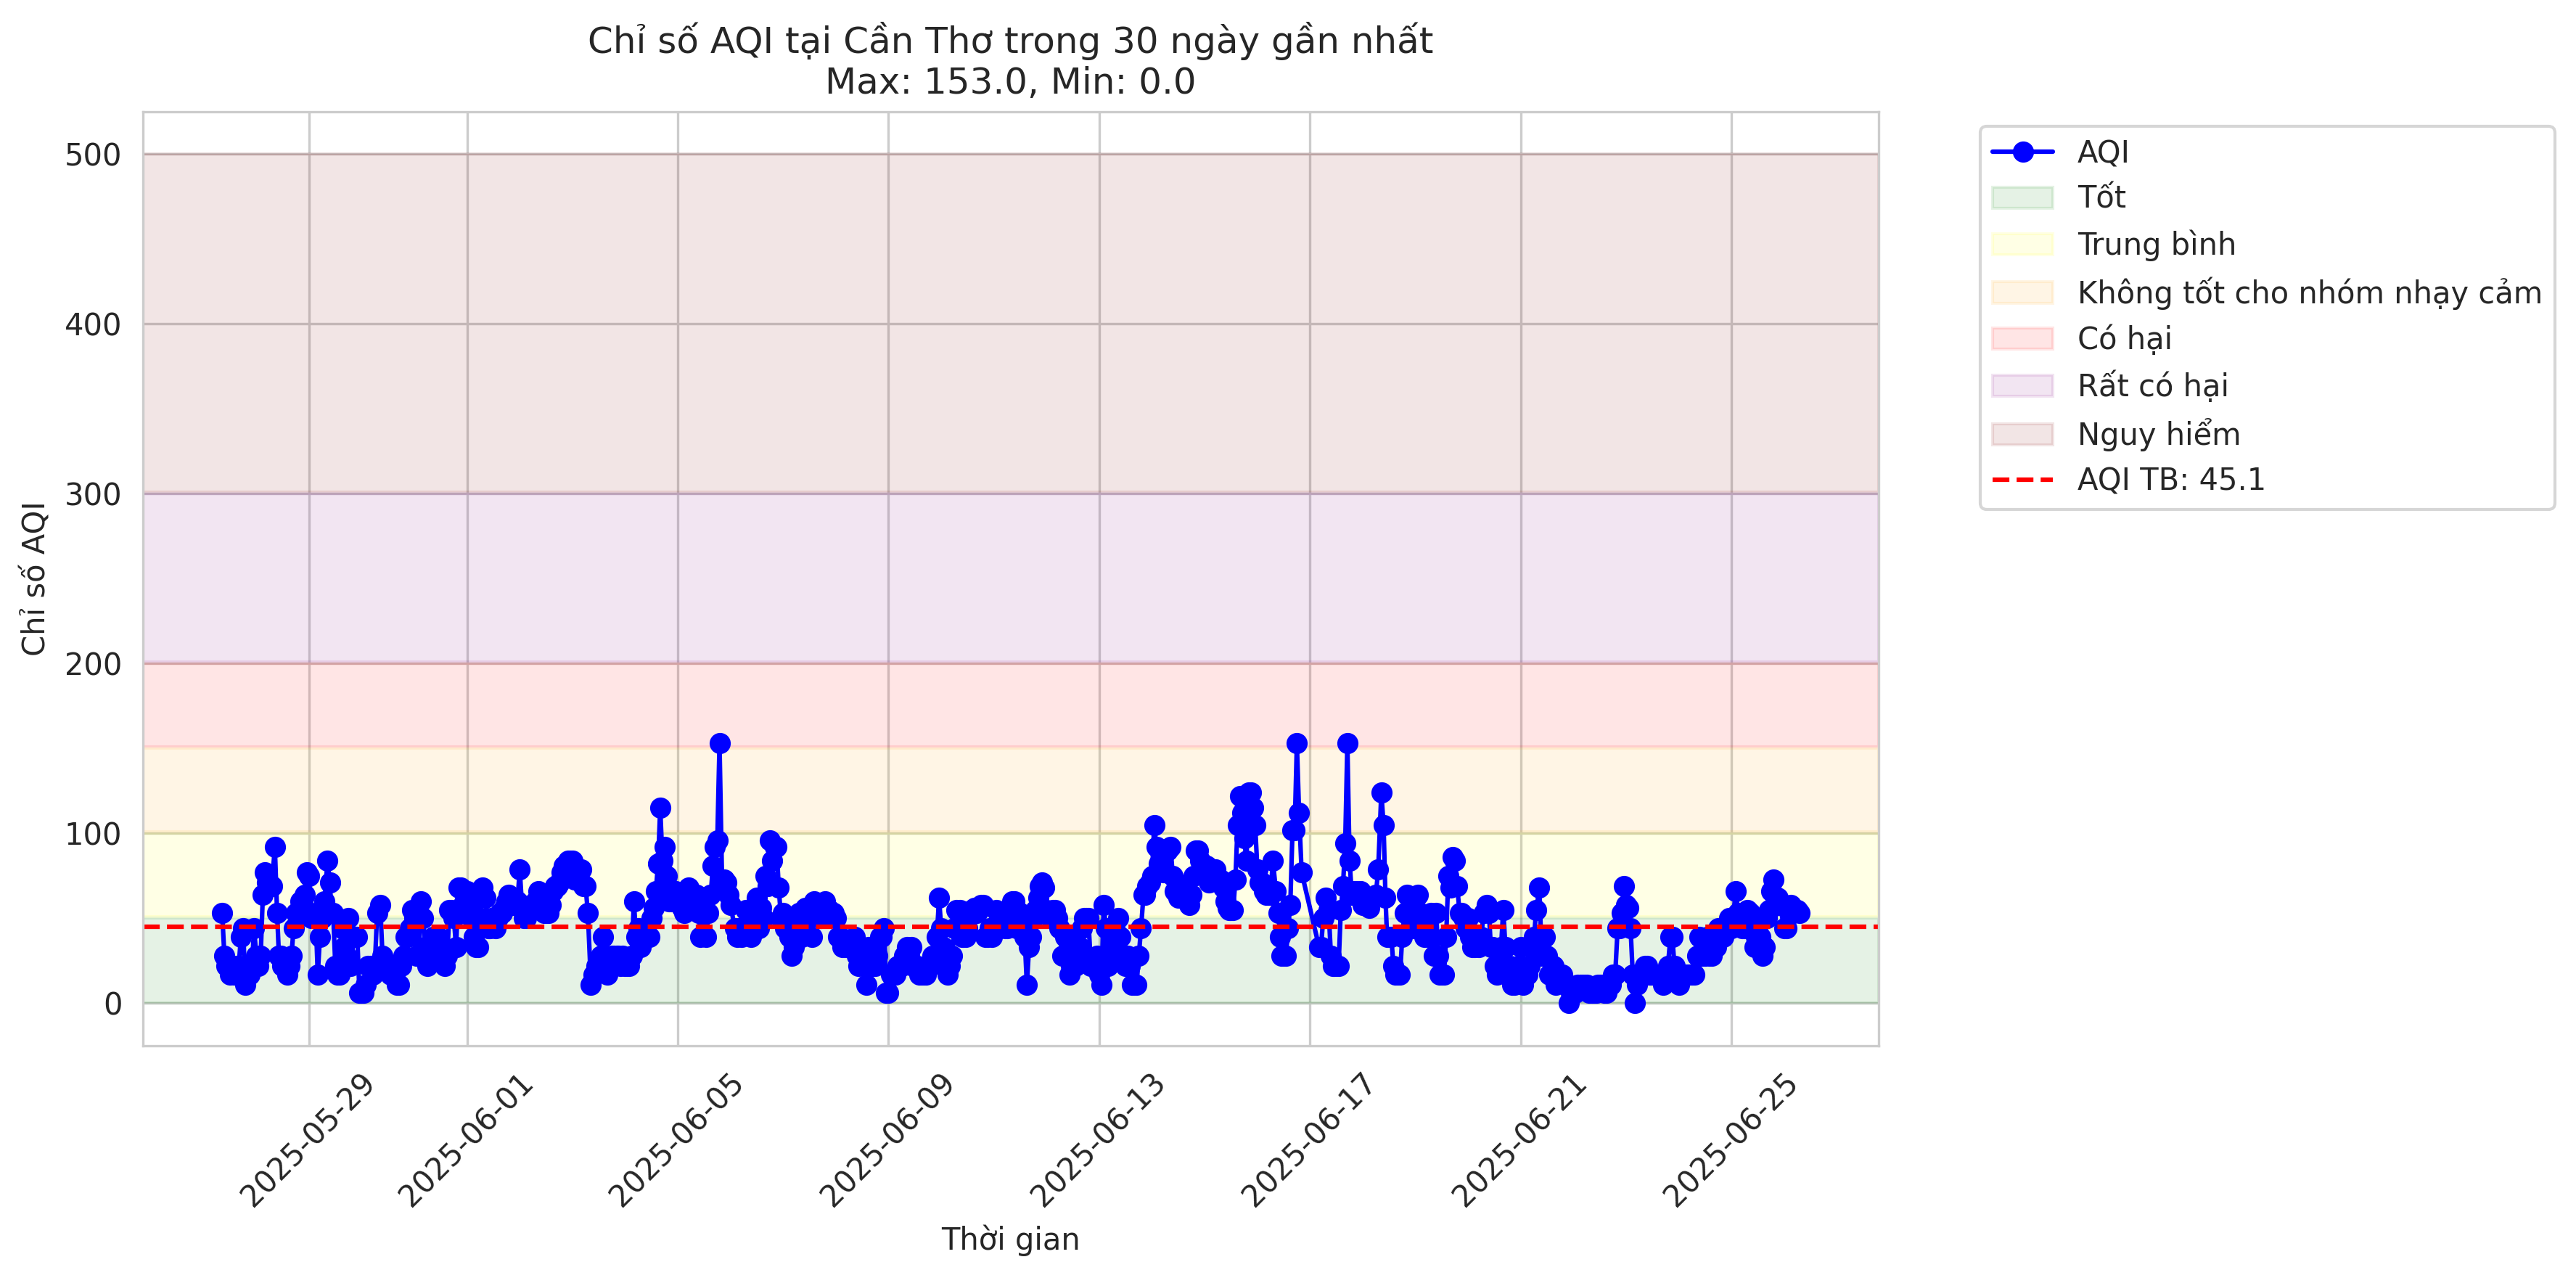 Chỉ số AQI tại Cần Thơ trong 30 ngày gần nhất
Max: 153.0, Min: 0.0
Chỉ số AQI
500
400
300
200
100
0
2025-05-29
2025-06-01
2025-06-05
2025-06-09
2025-06-13
2025-06-17
2025-06-21
2025-06-25
Thời gian
AQI
Tốt
Trung bình
Không tốt cho nhóm nhạy cảm
Có hại
Rất có hại
Nguy hiểm
AQI TB: 45.1